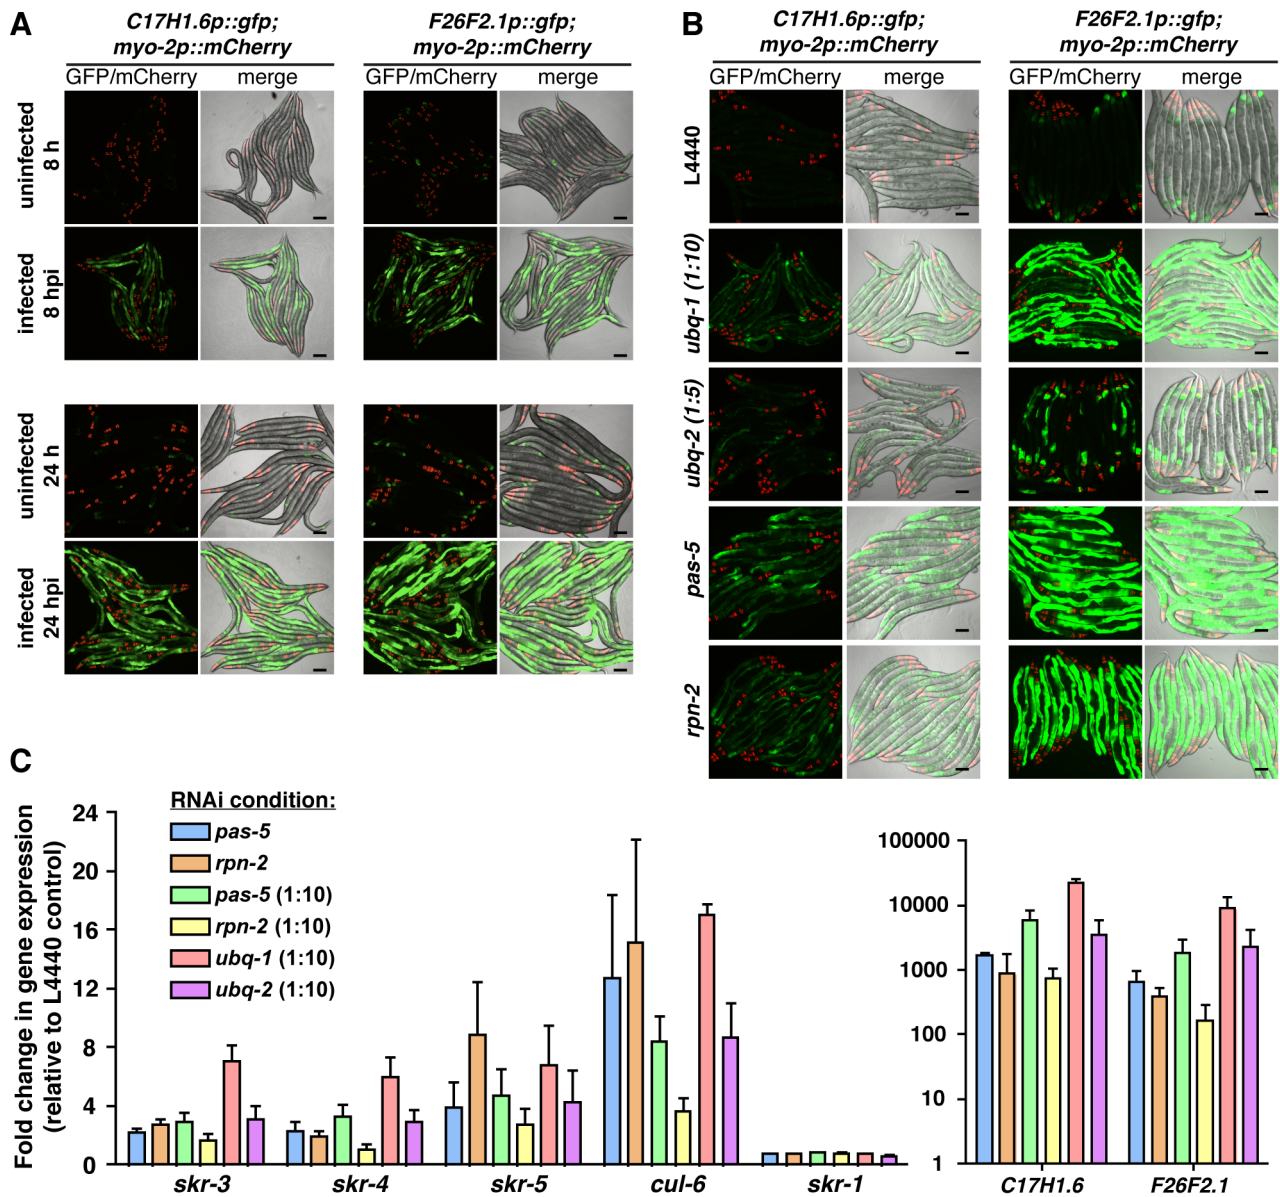 A
C17H1.6p::gfp;
myo-2p::mCherry
F26F2.1p::gfp;
myo-2p::mCherry
GFP/mCherry
merge
GFP/mCherry
merge
uninfected
8 h
infected
8 hpi
uninfected
24 h
infected
24 hpi
B
C17H1.6p::gfp;
myo-2p::mCherry
F26F2.1p::gfp;
myo-2p::mCherry
GFP/mCherry
merge
GFP/mCherry
merge
L4440
ubq-1 (1:10)
ubq-2 (1:5)
pas-5
rpn-2
C
Fold change in gene expression
(relative to L4440 control)
24
20
16
12
8
4
0
RNAi condition:
pas-5
rpn-2
pas-5 (1:10)
rpn-2 (1:10)
ubq-1 (1:10)
ubq-2 (1:10)
skr-3
skr-4
skr-5
cul-6
skr-1
100000
10000
1000
100
10
1
C17H1.6
F26F2.1